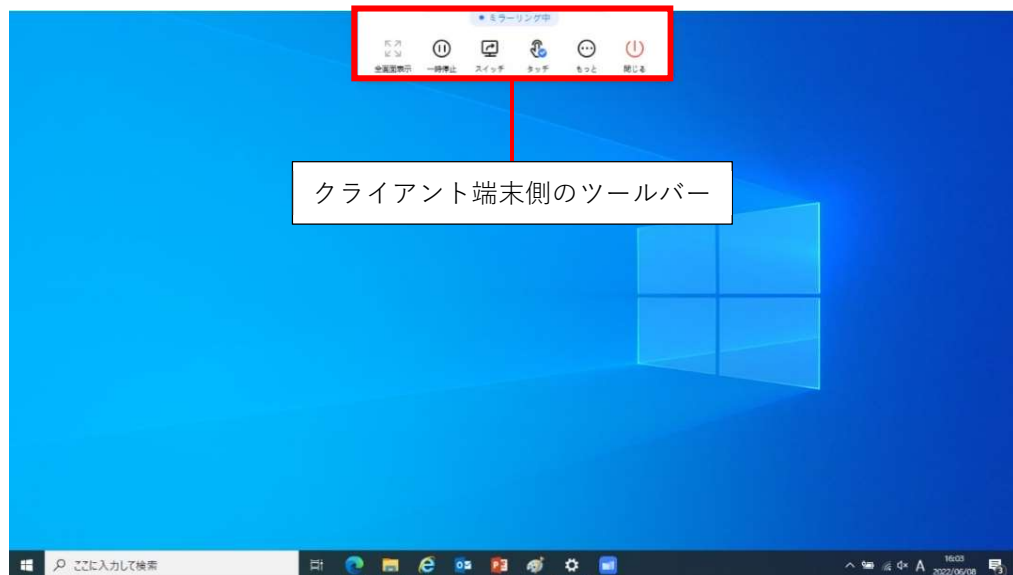 ミラーリング中
全画面表示 一時停止 スイッチ タッチ もっと 閉じる
クライアント端末側のツールバー
ここに入力して検索
A
16:03
2022/06/08